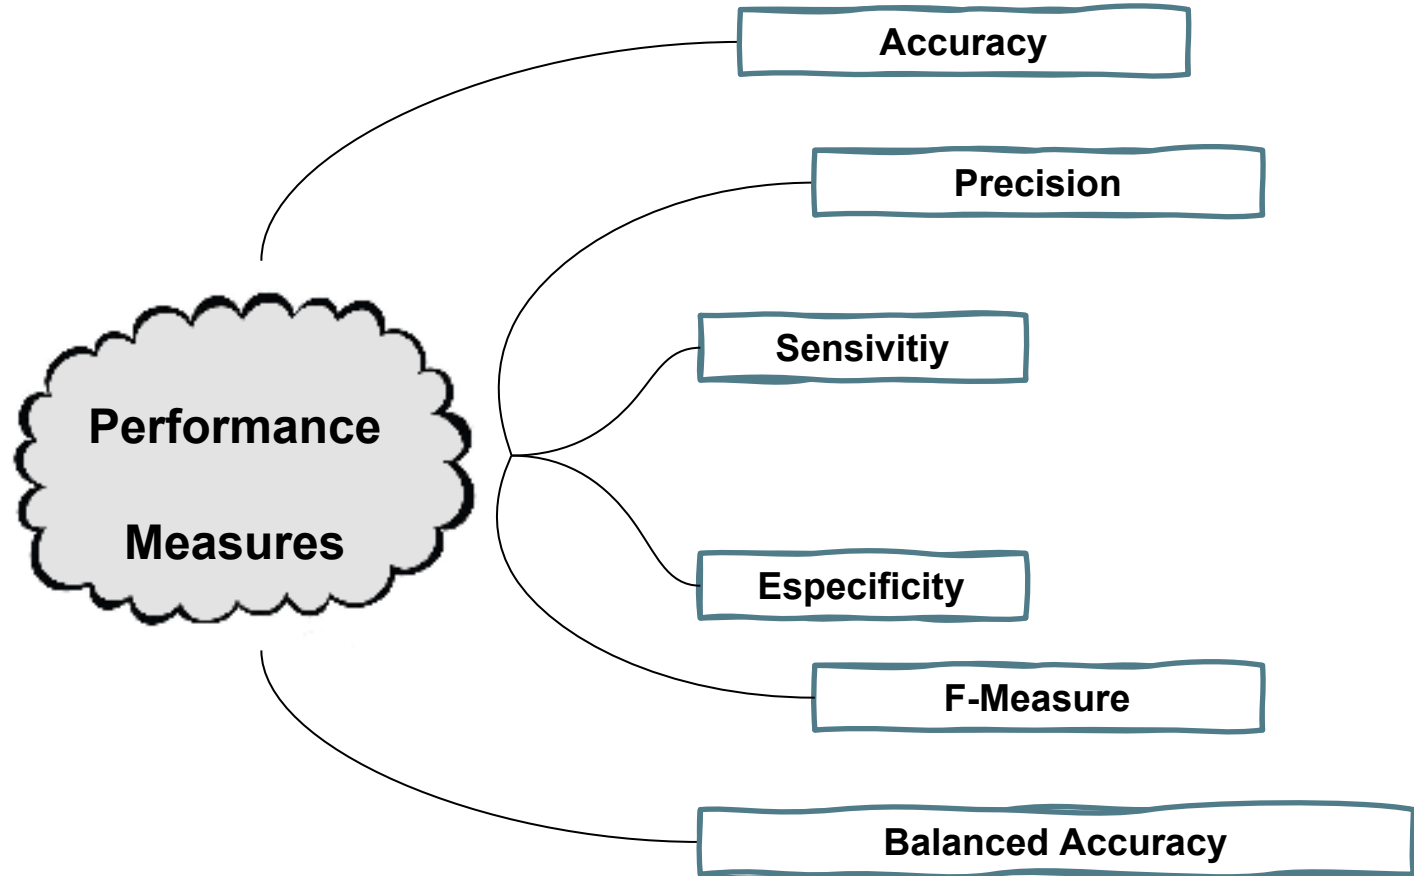 Accuracy
Precision
Sensivitiy
Performance
Measures
Especificity
F-Measure
Balanced Accuracy